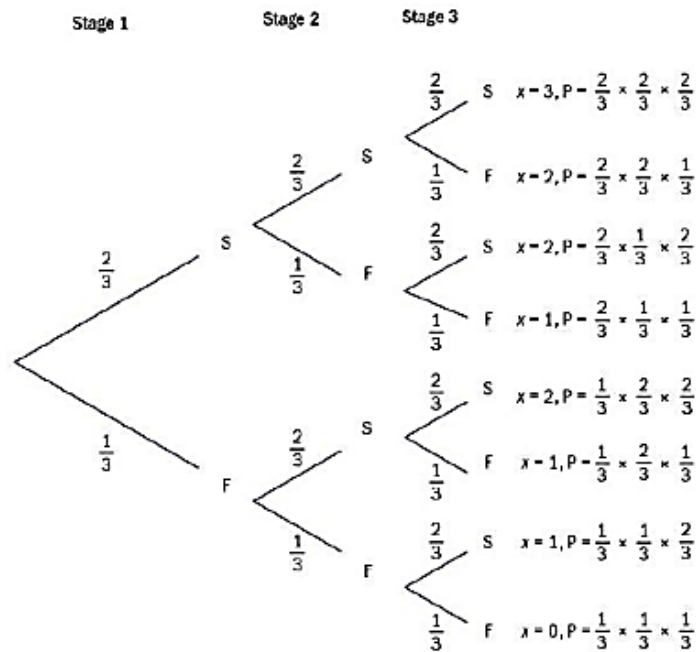 Stage 1 Stage 2 Stage 3
2/3 S x = 3, P = 2/3 × 2/3 × 2/3
2/3 S
1/3 F x = 2, P = 2/3 × 2/3 × 1/3
2/3 S
2/3 S x = 2, P = 2/3 × 1/3 × 2/3
1/3 F
1/3 F x = 1, P = 2/3 × 1/3 × 1/3
2/3 S x = 2, P = 1/3 × 2/3 × 2/3
2/3 S
1/3 F x = 1, P = 1/3 × 2/3 × 1/3
1/3 F
2/3 S x = 1, P = 1/3 × 1/3 × 2/3
1/3 F
1/3 F x = 0, P = 1/3 × 1/3 × 1/3